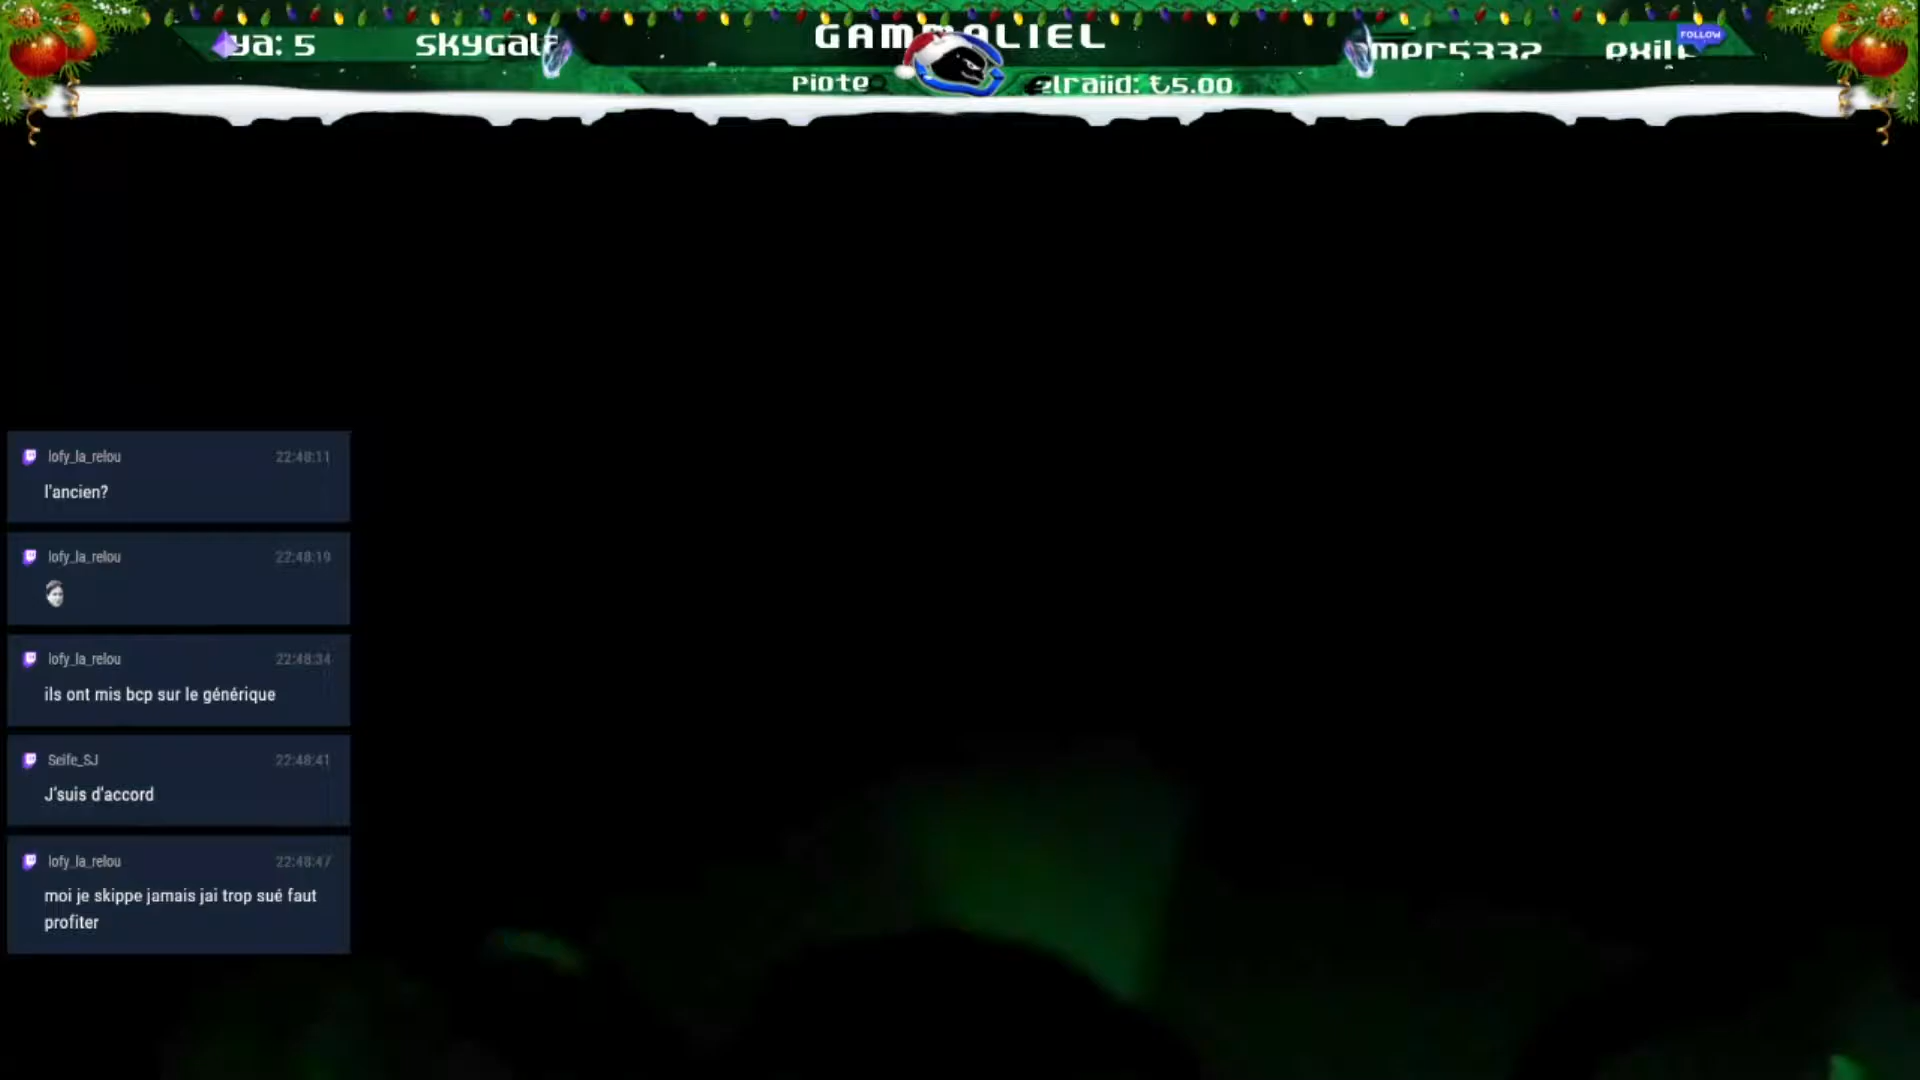 ya: 5
skygal
GAMMALIEL
mer5332
exil
FOLLOW
Piote
elraiid: ₺5.00
lofy_la_relou 22:48:11
l'ancien?
lofy_la_relou 22:48:19
lofy_la_relou 22:48:34
ils ont mis bcp sur le générique
Seife_SJ 22:48:41
J'suis d'accord
lofy_la_relou 22:48:47
moi je skippe jamais jai trop sué faut
profiter